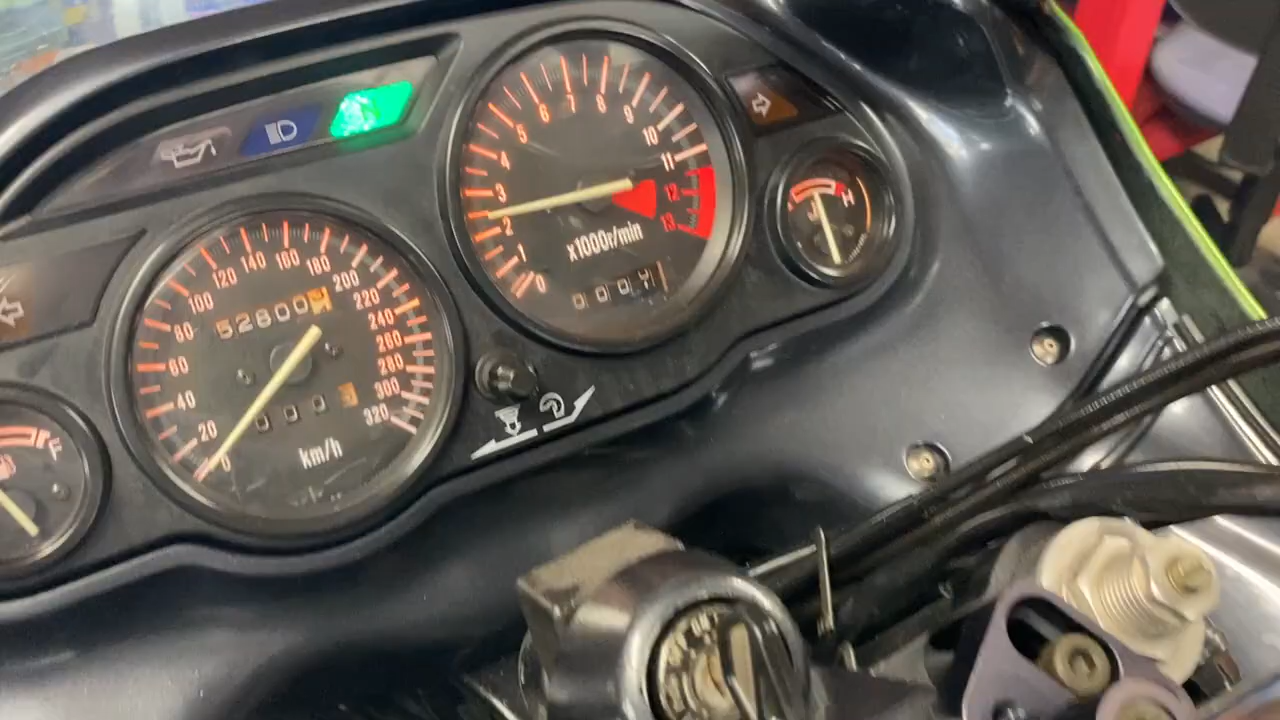 5 6 7 8 9 10 11 12 13
4 3 2 1 0
x1000r/min
0 20 40 60 80 100 120 140 160 180 200 220 240 260 280 300 320
52800
km/h
F
H